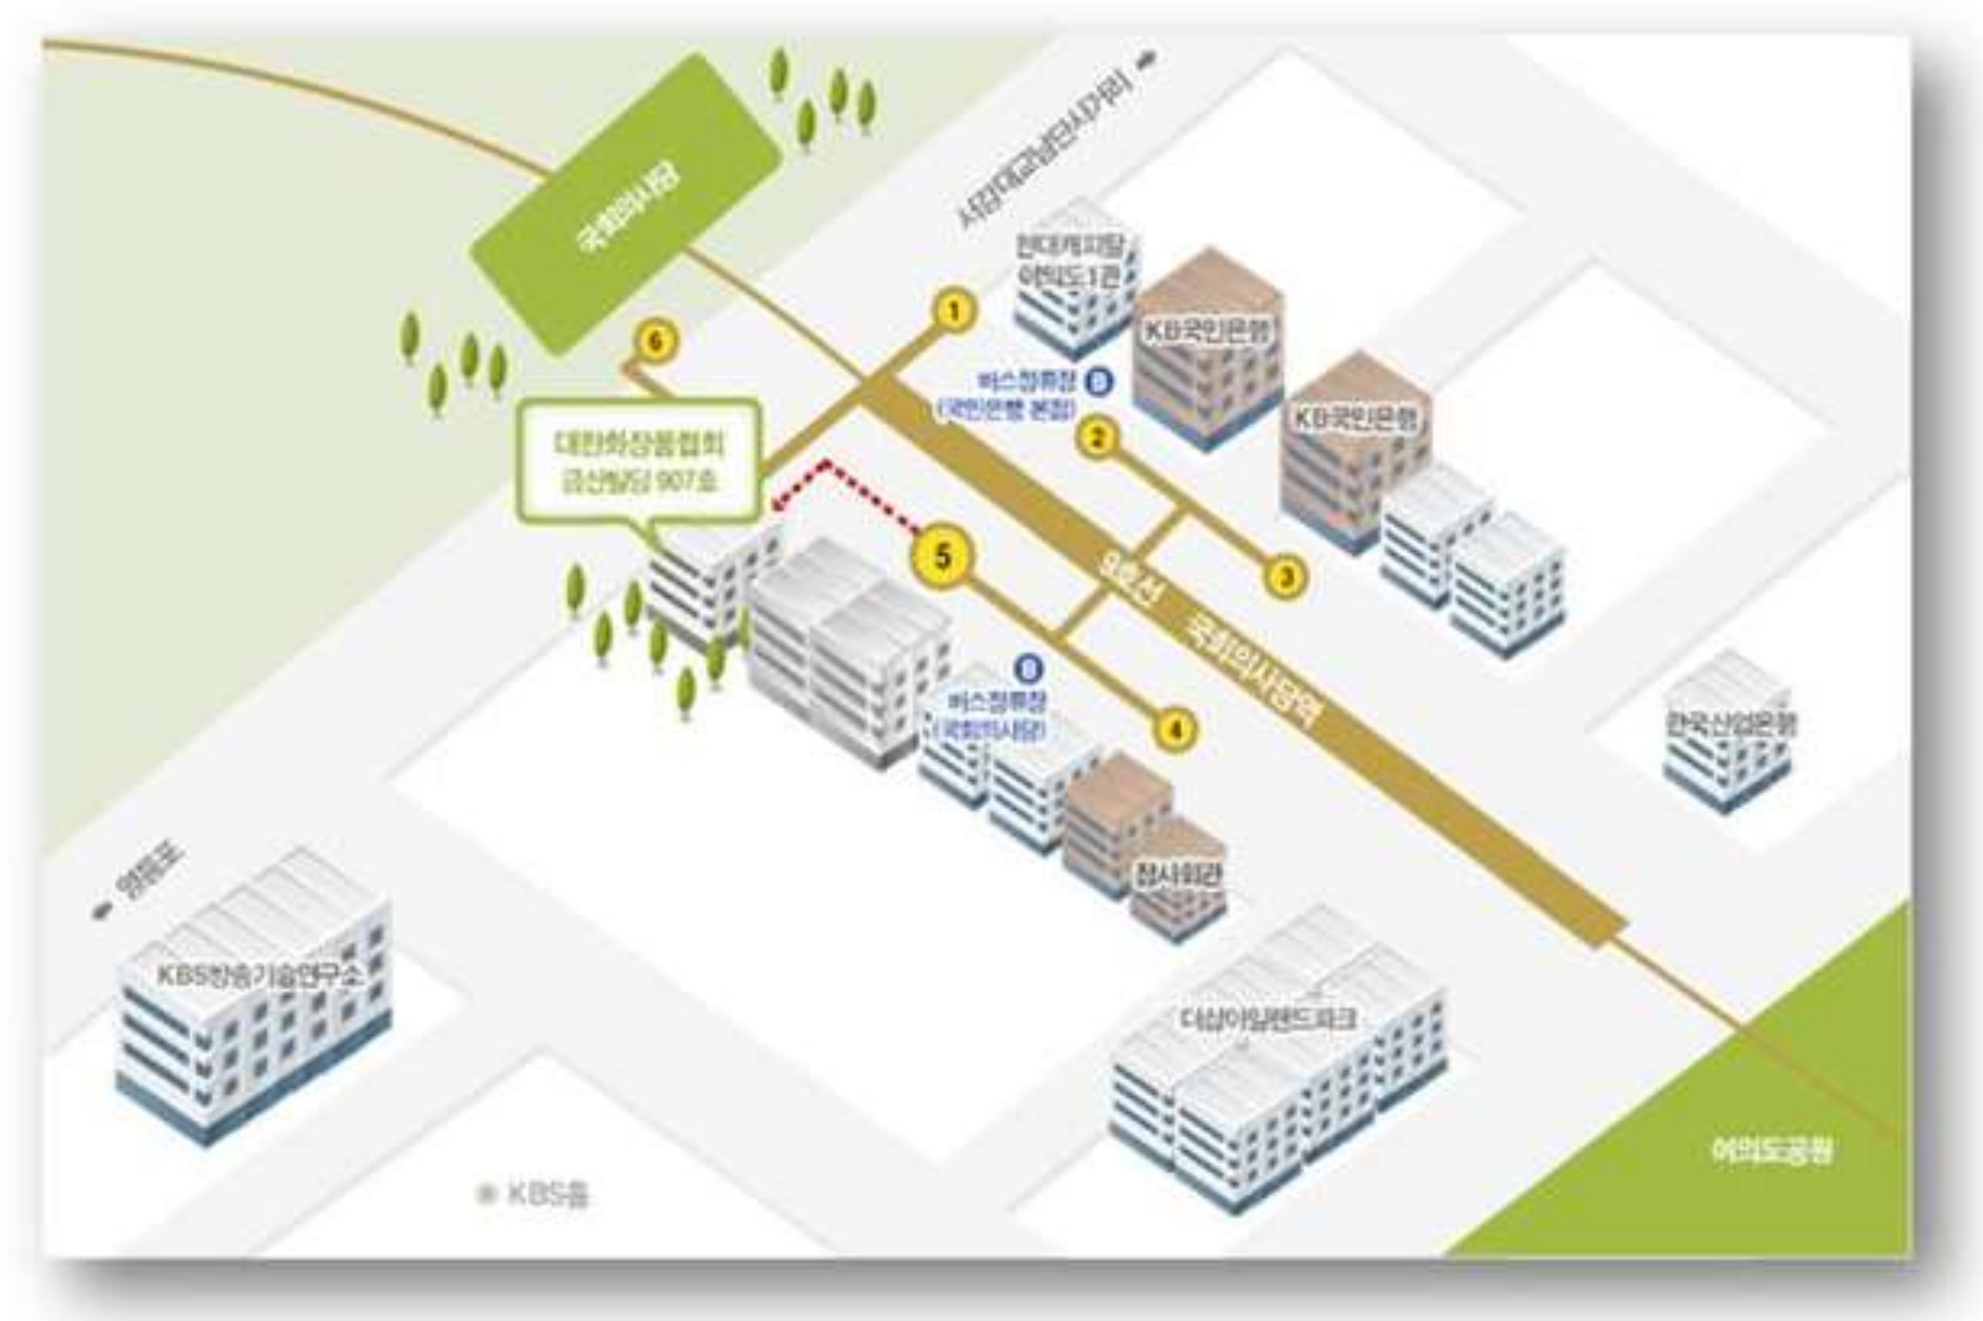 국회의사당
서강대교남단사거리
현대캐피탈
여의도1관
1
6
KB국민은행
버스정류장 B
(국민은행 본점)
KB국민은행
2
대한화장품협회
금산빌딩 907호
5
3
9호선 국회의사당역
B
버스정류장
(국회의사당)
4
한국산업은행
영등포
잠사회관
KBS방송기술연구소
더샵아일랜드파크
여의도공원
KBS홀